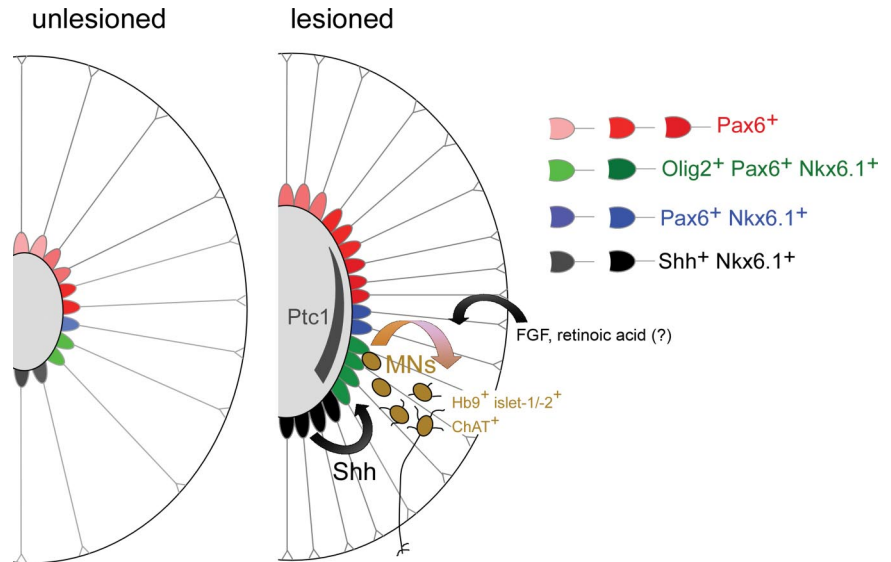 unlesioned
lesioned
Pax6+
Olig2+ Pax6+ Nkx6.1+
Pax6+ Nkx6.1+
Shh+ Nkx6.1+
Ptc1
FGF, retinoic acid (?)
MNs
Hb9+ islet-1/-2+
ChAT+
Shh